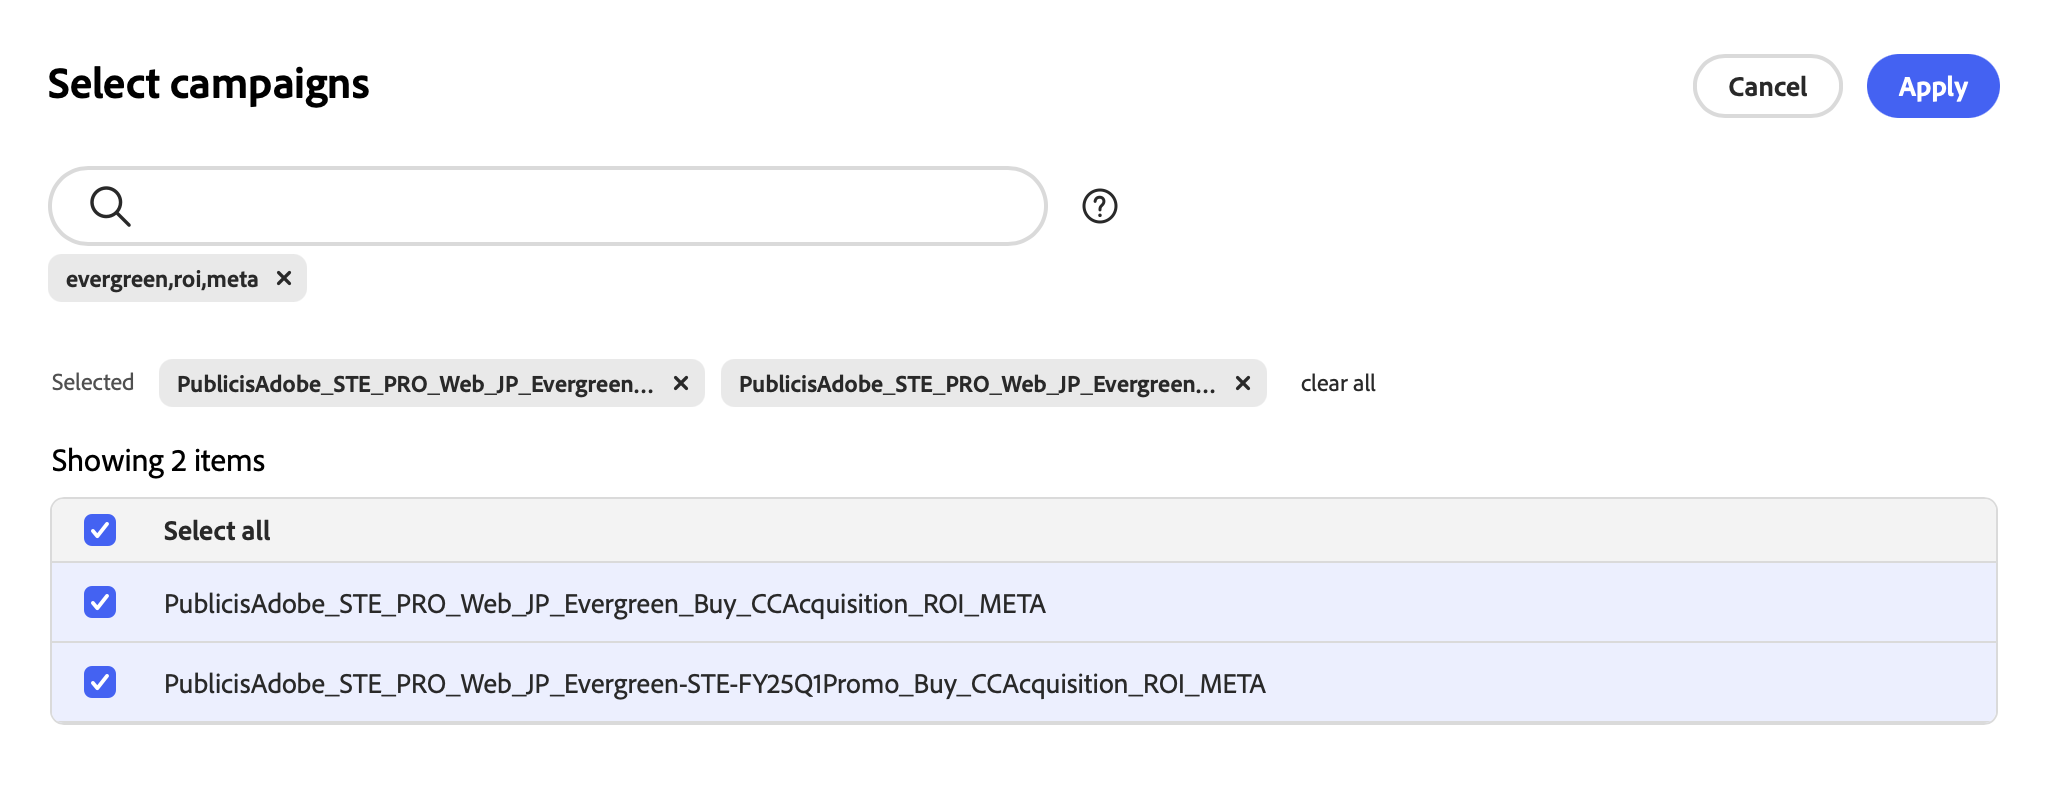 Select campaigns
Cancel
Apply
evergreen,roi,meta
Selected PublicisAdobe_STE_PRO_Web_JP_Evergreen... PublicisAdobe_STE_PRO_Web_JP_Evergreen... clear all
Showing 2 items
Select all
PublicisAdobe_STE_PRO_Web_JP_Evergreen_Buy_CCAcquisition_ROI_META
PublicisAdobe_STE_PRO_Web_JP_Evergreen-STE-FY25Q1Promo_Buy_CCAcquisition_ROI_META